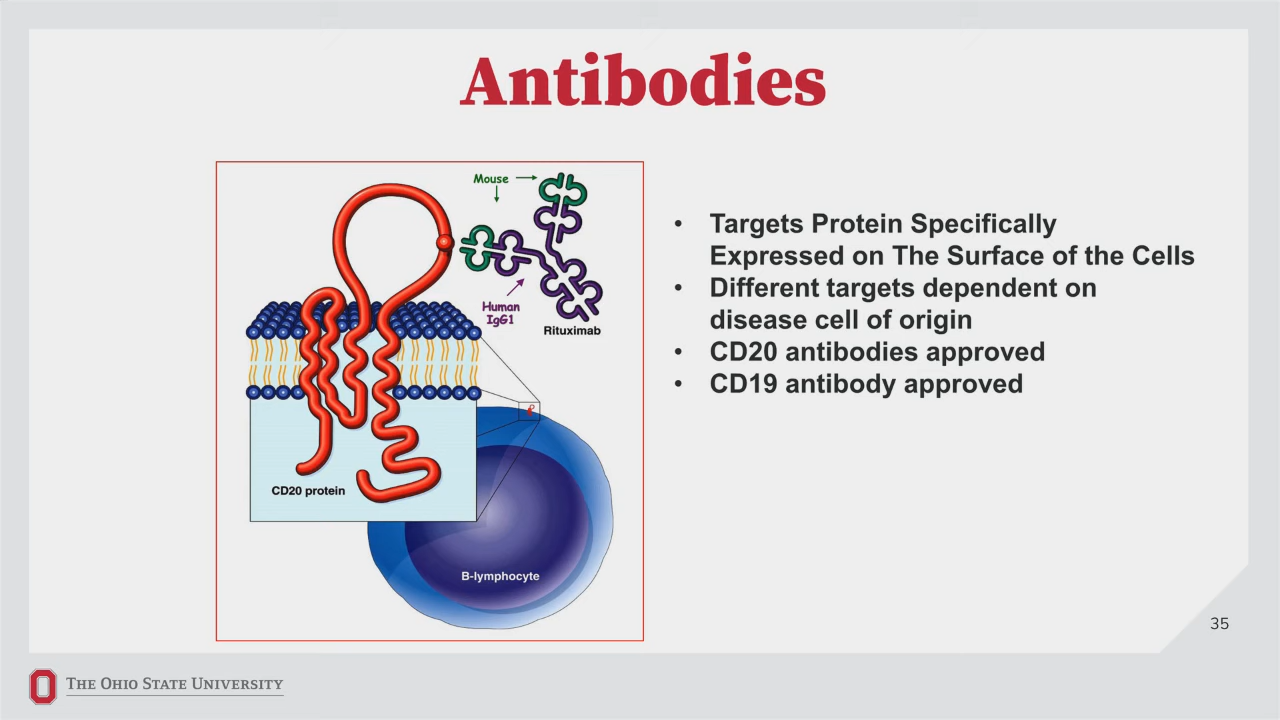 Antibodies
Mouse
Human
IgG1
Rituximab
CD20 protein
B-lymphocyte
• Targets Protein Specifically
Expressed on The Surface of the Cells
• Different targets dependent on
disease cell of origin
• CD20 antibodies approved
• CD19 antibody approved
35
THE OHIO STATE UNIVERSITY